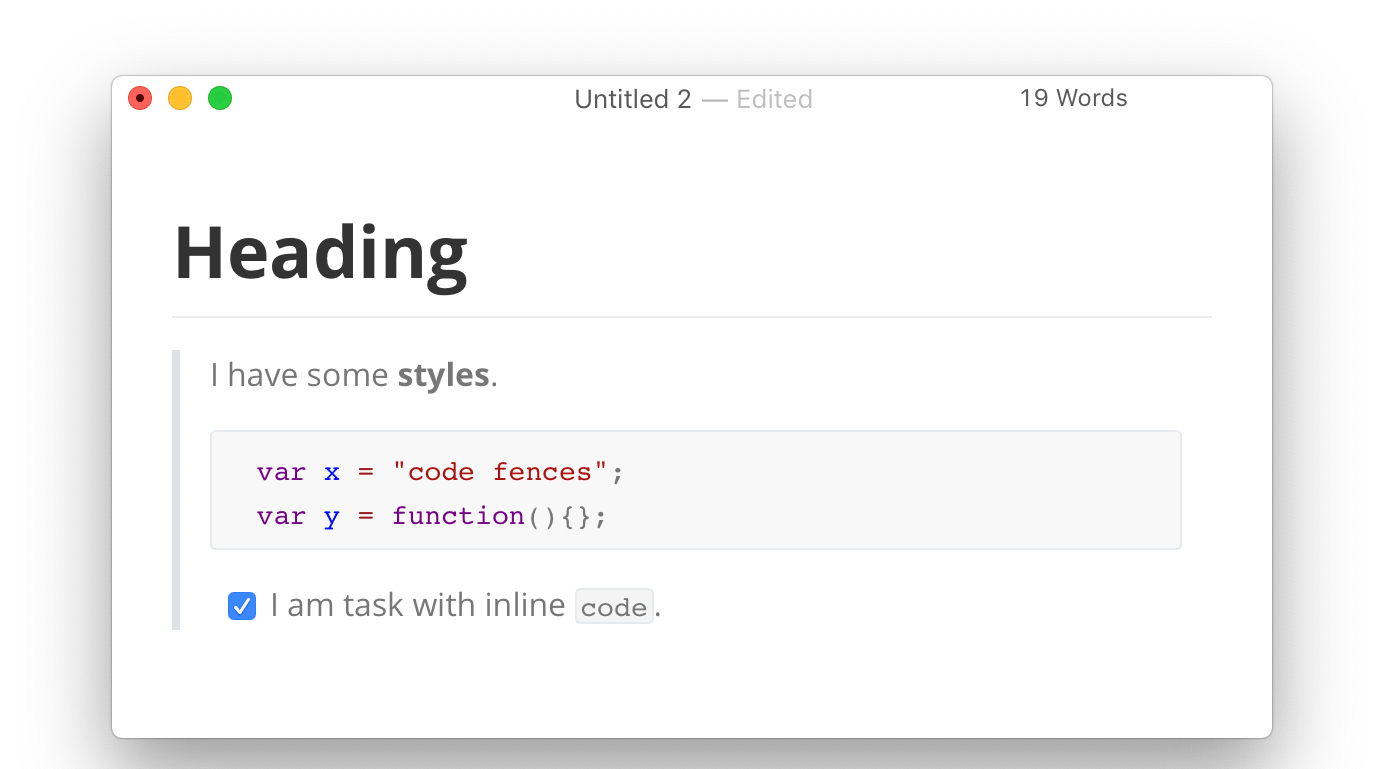 Untitled 2 — Edited
19 Words
Heading
I have some styles.
var x = "code fences";
var y = function(){};
I am task with inline code.